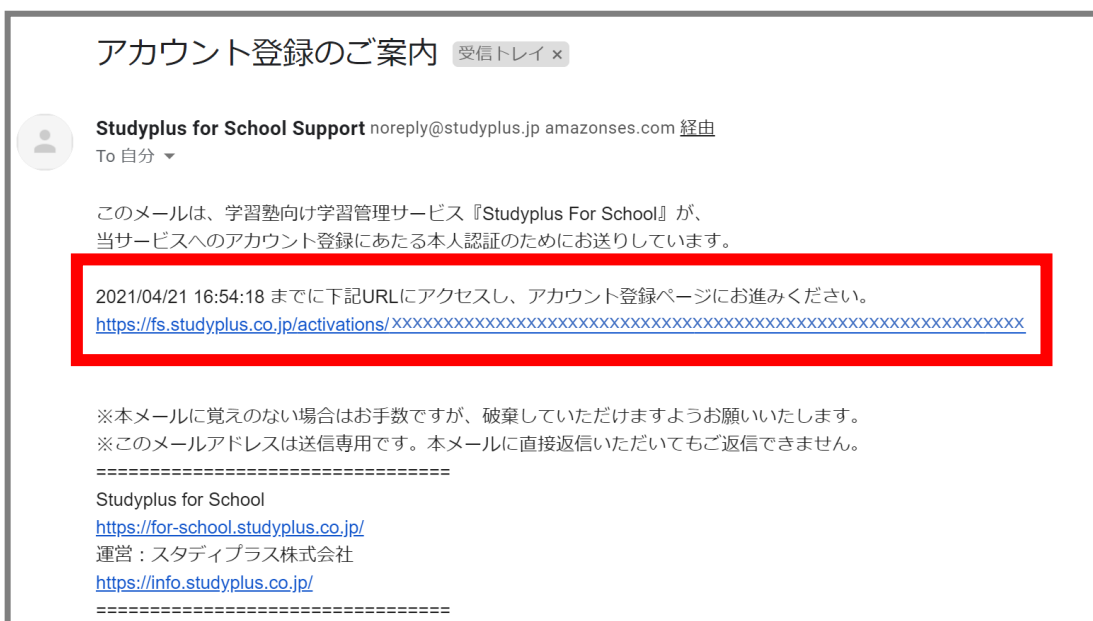 アカウント登録のご案内 受信トレイ ×
Studyplus for School Support noreply@studyplus.jp amazonses.com 経由
To 自分
このメールは、学習塾向け学習管理サービス『Studyplus For School』が、
当サービスへのアカウント登録にあたる本人認証のためにお送りしています。
2021/04/21 16:54:18 までに下記URLにアクセスし、アカウント登録ページにお進みください。
https://fs.studyplus.co.jp/activations/XXXXXXXXXXXXXXXXXXXXXXXXXXXXXXXXXXXXXXXXXXXXXXXXXXXXXXXXXXXXX
※本メールに覚えのない場合はお手数ですが、破棄していただけますようお願いいたします。
※このメールアドレスは送信専用です。本メールに直接返信いただいてもご返信できません。
==================================
Studyplus for School
https://for-school.studyplus.co.jp/
運営：スタディプラス株式会社
https://info.studyplus.co.jp/
==================================